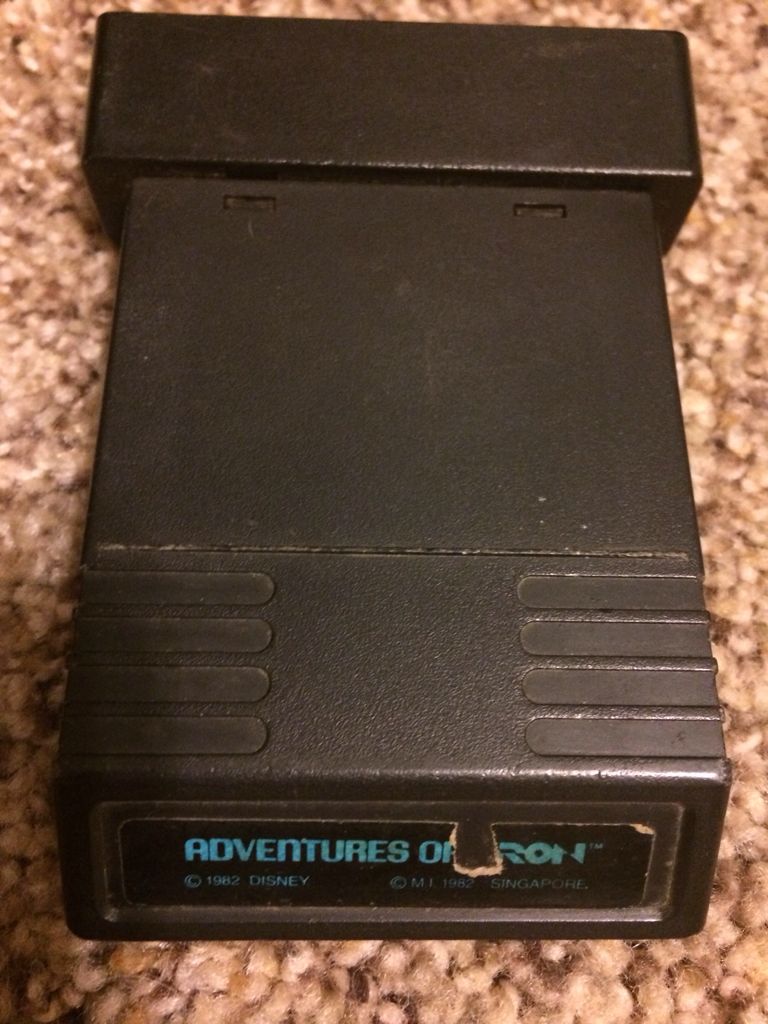 ADVENTURES O RON™
© 1982 DISNEY © M.I. 1982 SINGAPORE.